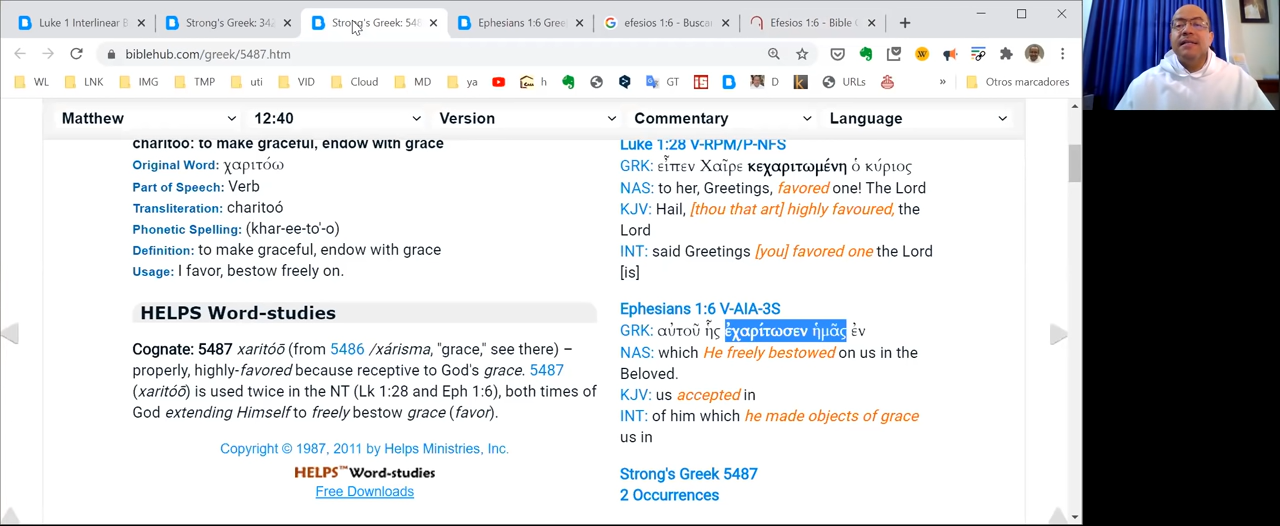 Luke 1 Interlinear B
Strong's Greek: 342
Strong's Greek: 548
Ephesians 1:6 Gree
efesios 1:6 - Busca
Efesios 1:6 - Bible G
biblehub.com/greek/5487.htm
WL
LNK
IMG
TMP
uti
VID
Cloud
MD
ya
h
GT
D
URLs
»
Otros marcadores
Matthew
12:40
Version
Commentary
Language
charitoo: to make graceful, endow with grace
Original Word: χαριτόω
Part of Speech: Verb
Transliteration: charitoó
Phonetic Spelling: (khar-ee-to'-o)
Definition: to make graceful, endow with grace
Usage: I favor, bestow freely on.
HELPS Word-studies
Cognate: 5487 xaritóō (from 5486 /xárisma, "grace," see there) –
properly, highly-favored because receptive to God's grace. 5487
(xaritóō) is used twice in the NT (Lk 1:28 and Eph 1:6), both times of
God extending Himself to freely bestow grace (favor).
Copyright © 1987, 2011 by Helps Ministries, Inc.
HELPS™Word-studies
Free Downloads
Luke 1:28 V-RPM/P-NFS
GRK: εἶπεν Χαῖρε κεχαριτωμένη ὁ κύριος
NAS: to her, Greetings, favored one! The Lord
KJV: Hail, [thou that art] highly favoured, the
Lord
INT: said Greetings [you] favored one the Lord
[is]
Ephesians 1:6 V-AIA-3S
GRK: αὐτοῦ ἧς ἐχαρίτωσεν ἡμᾶς ἐν
NAS: which He freely bestowed on us in the
Beloved.
KJV: us accepted in
INT: of him which he made objects of grace
us in
Strong's Greek 5487
2 Occurrences